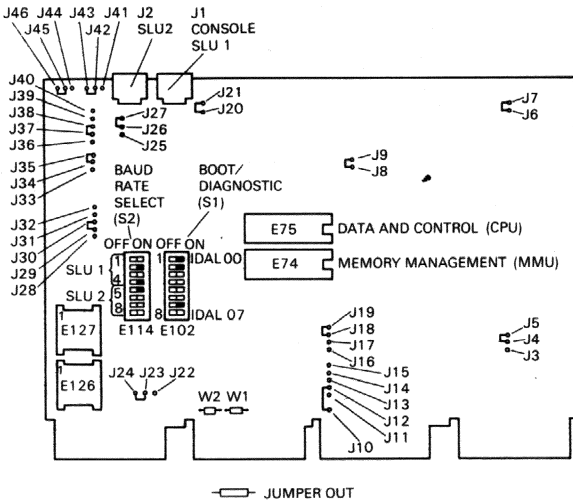 J46 J44 J43 J41 J2 J1
J45 J42 SLU2 CONSOLE
SLU 1
J40
J39
J38
J37
J36
J35
J34
J33
J32
J31
J30
J29
J28
J27
J26
J25
J21
J20
J7
J6
J9
J8
BAUD
RATE
SELECT
(S2)
BOOT/
DIAGNOSTIC
(S1)
OFF ON OFF ON
SLU 1
1
4
SLU 2
5
8
E114
1
8
E102
IDAL 00
IDAL 07
E75 DATA AND CONTROL (CPU)
E74 MEMORY MANAGEMENT (MMU)
1
E127
1
E126
J24 J23 J22
W2 W1
J19
J18
J17
J16
J15
J14
J13
J12
J11
J10
J5
J4
J3
JUMPER OUT